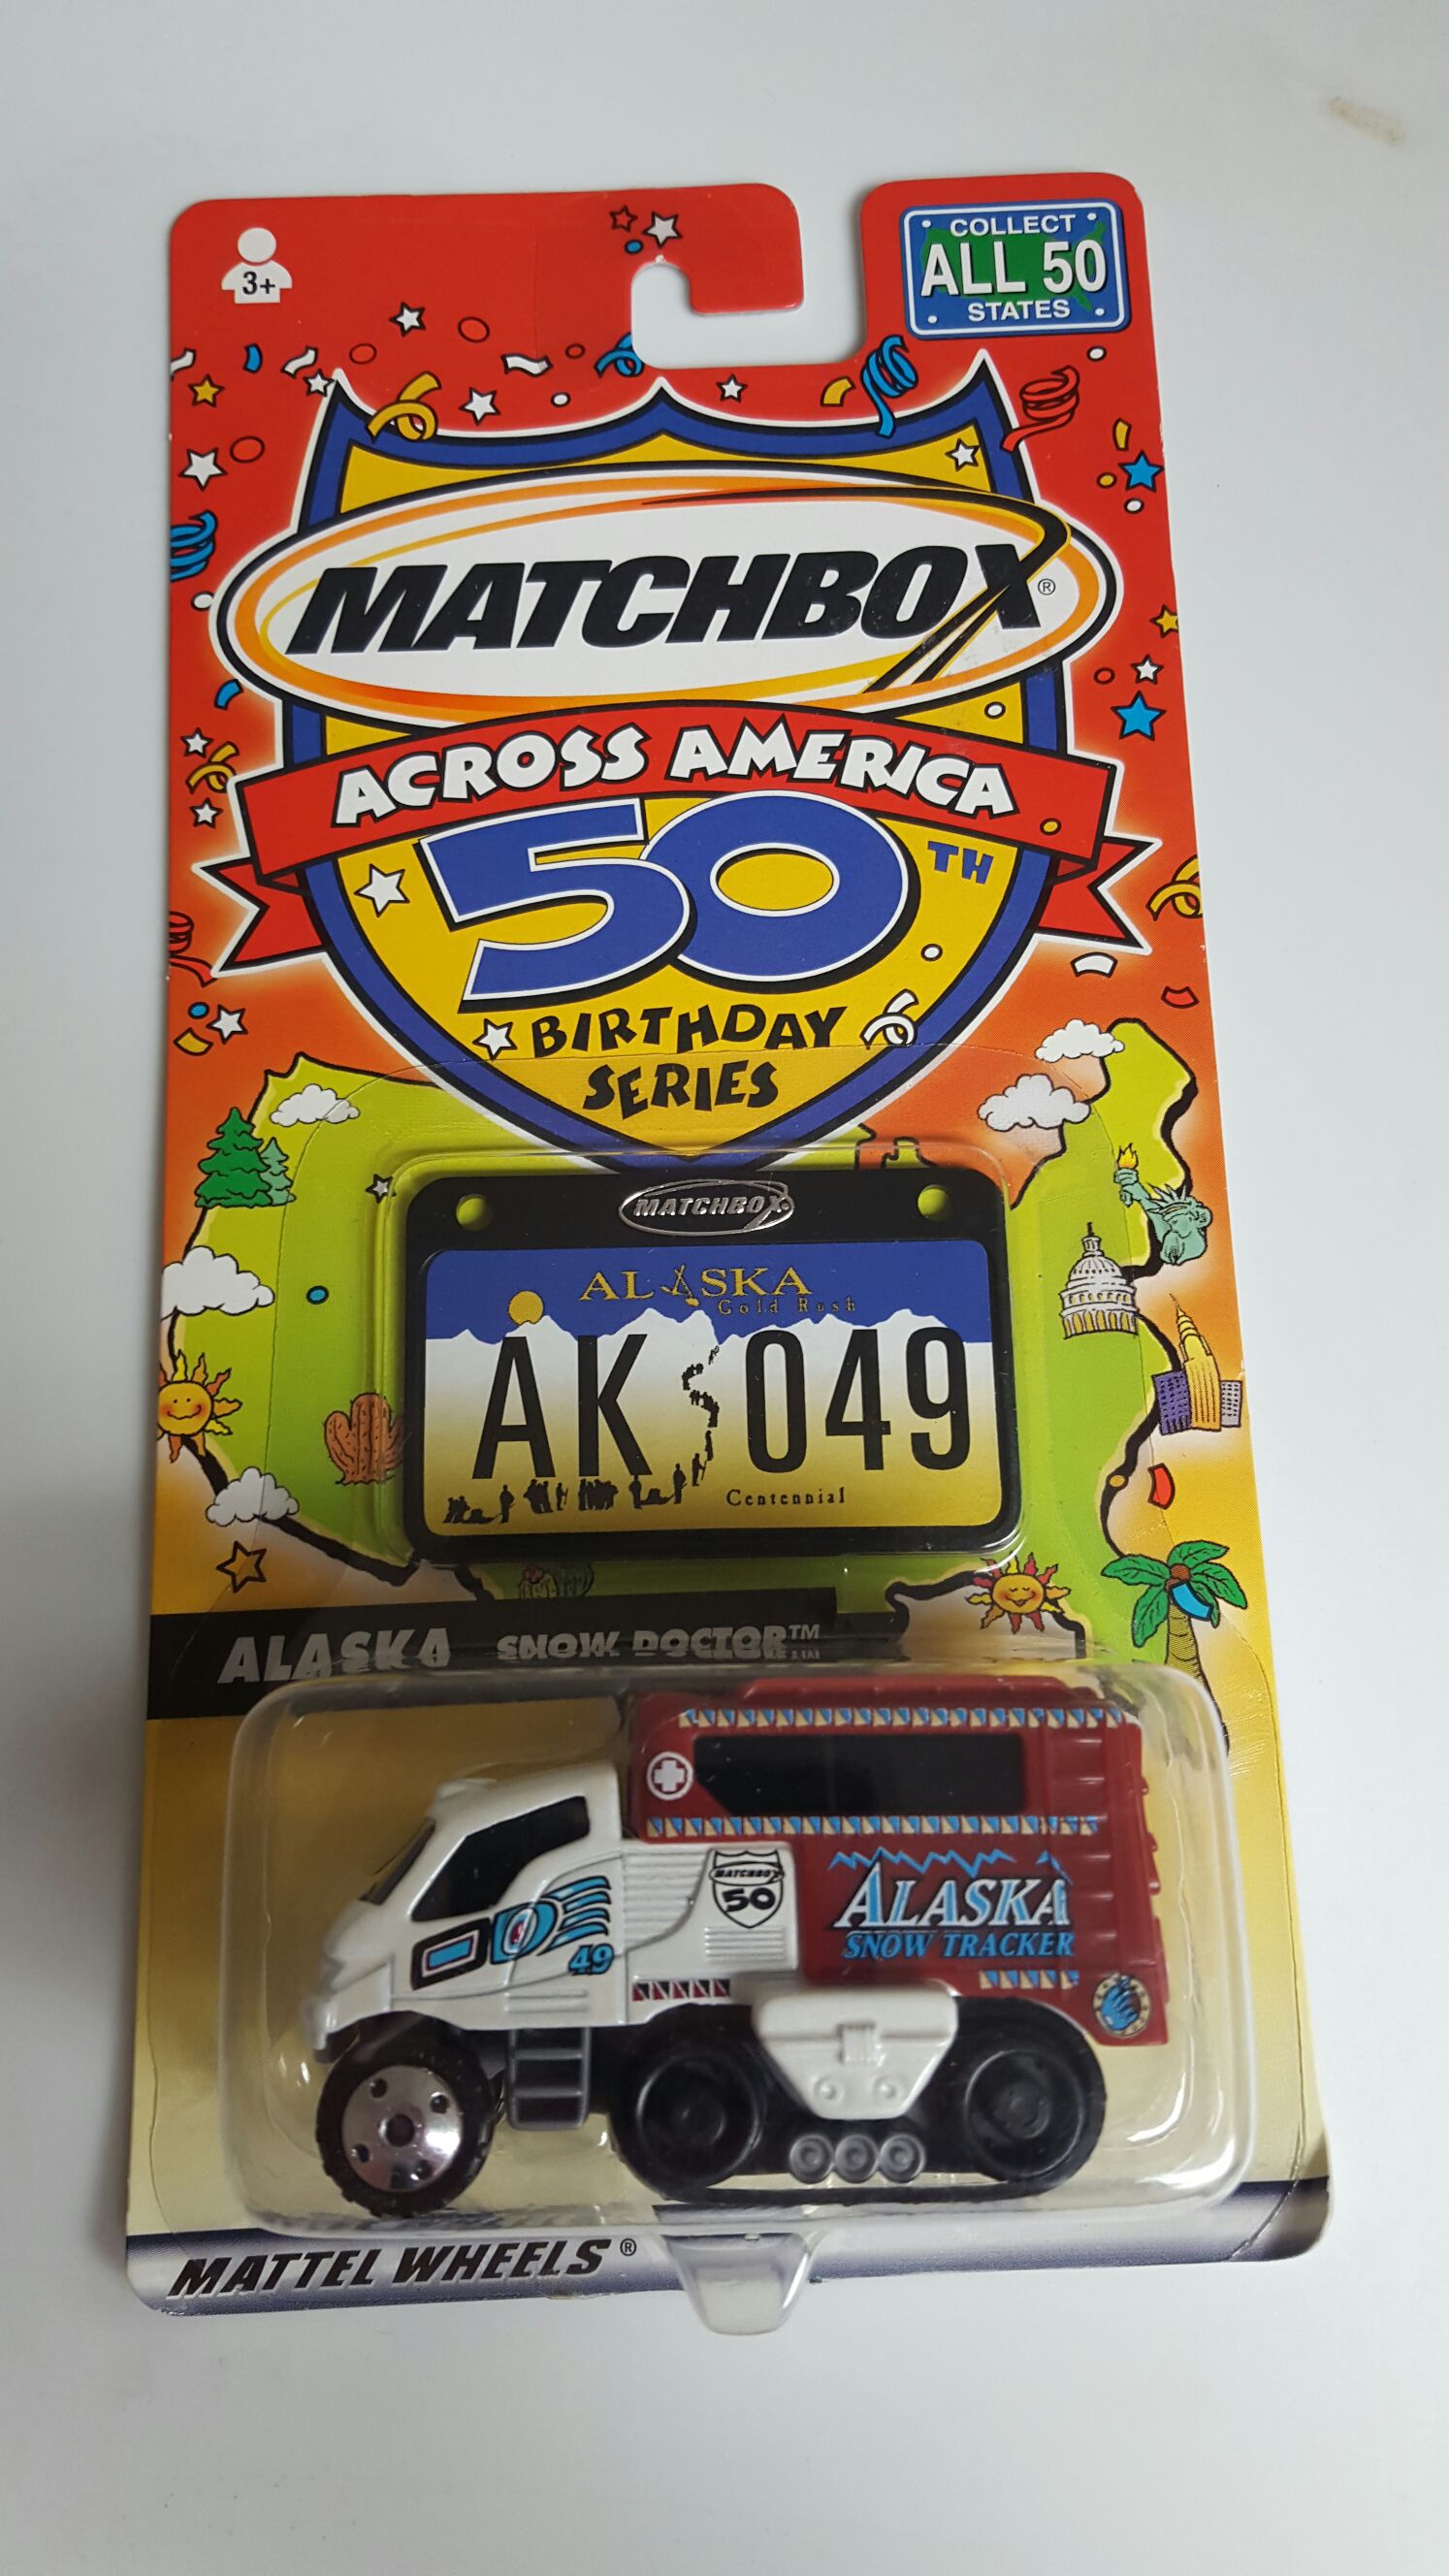 3+
COLLECT
ALL 50
STATES
MATCHBOX®
ACROSS AMERICA
50TH
BIRTHDAY
SERIES
MATCHBOX
ALASKA
Gold Rush
AK 049
Centennial
ALASKA SNOW DOCTOR™
MATCHBOX
50
ALASKA
SNOW TRACKER
49
MATTEL WHEELS®